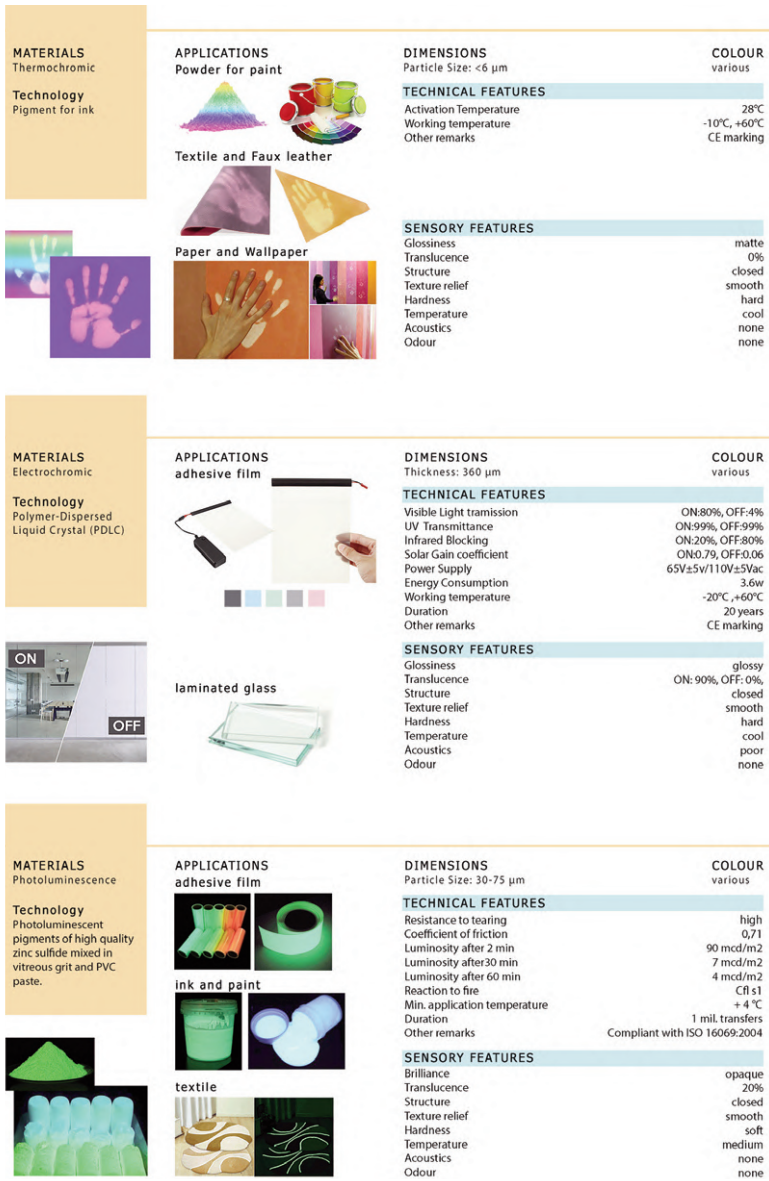 MATERIALS
Thermochromic
Technology
Pigment for ink
APPLICATIONS
Powder for paint
Textile and Faux leather
Paper and Wallpaper
DIMENSIONS
Particle Size: <6 μm
COLOUR
various
TECHNICAL FEATURES
Activation Temperature 28°C
Working temperature -10°C, +60°C
Other remarks CE marking
SENSORY FEATURES
Glossiness matte
Translucence 0%
Structure closed
Texture relief smooth
Hardness hard
Temperature cool
Acoustics none
Odour none
MATERIALS
Electrochromic
Technology
Polymer-Dispersed
Liquid Crystal (PDLC)
ON
OFF
APPLICATIONS
adhesive film
laminated glass
DIMENSIONS
Thickness: 360 μm
COLOUR
various
TECHNICAL FEATURES
Visible Light tramission ON:80%, OFF:4%
UV Transmittance ON:99%, OFF:99%
Infrared Blocking ON:20%, OFF:80%
Solar Gain coefficient ON:0.79, OFF:0.06
Power Supply 65V±5v/110V±5Vac
Energy Consumption 3.6w
Working temperature -20°C ,+60°C
Duration 20 years
Other remarks CE marking
SENSORY FEATURES
Glossiness glossy
Translucence ON: 90%, OFF: 0%,
Structure closed
Texture relief smooth
Hardness hard
Temperature cool
Acoustics poor
Odour none
MATERIALS
Photoluminescence
Technology
Photoluminescent
pigments of high quality
zinc sulfide mixed in
vitreous grit and PVC
paste.
APPLICATIONS
adhesive film
ink and paint
textile
DIMENSIONS
Particle Size: 30-75 μm
COLOUR
various
TECHNICAL FEATURES
Resistance to tearing high
Coefficient of friction 0,71
Luminosity after 2 min 90 mcd/m2
Luminosity after30 min 7 mcd/m2
Luminosity after 60 min 4 mcd/m2
Reaction to fire Cfl s1
Min. application temperature + 4 °C
Duration 1 mil. transfers
Other remarks Compliant with ISO 16069:2004
SENSORY FEATURES
Brilliance opaque
Translucence 20%
Structure closed
Texture relief smooth
Hardness soft
Temperature medium
Acoustics none
Odour none